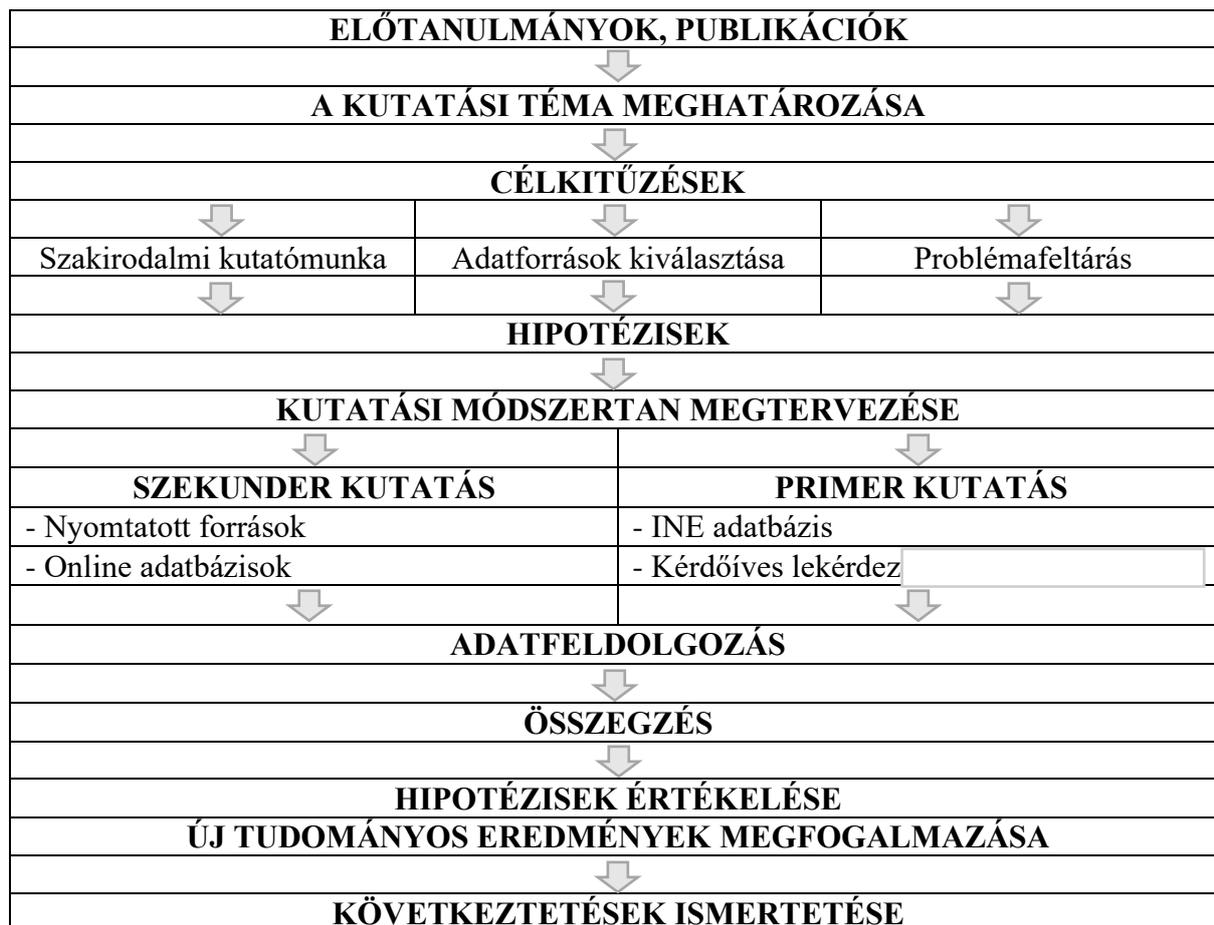 ELŐTANULMÁNYOK, PUBLIKÁCIÓK
A KUTATÁSI TÉMA MEGHATÁROZÁSA
CÉLKITŰZÉSEK
Szakirodalmi kutatómunka Adatforrások kiválasztása Problémafeltárás
HIPOTÉZISEK
KUTATÁSI MÓDSZERTAN MEGTERVEZÉSE
SZEKUNDER KUTATÁS PRIMER KUTATÁS
- Nyomtatott források - INE adatbázis
- Online adatbázisok - Kérdőíves lekérdez
ADATFELDOLGOZÁS
ÖSSZEGZÉS
HIPOTÉZISEK ÉRTÉKELÉSE
ÚJ TUDOMÁNYOS EREDMÉNYEK MEGFOGALMAZÁSA
KÖVETKEZTETÉSEK ISMERTETÉSE